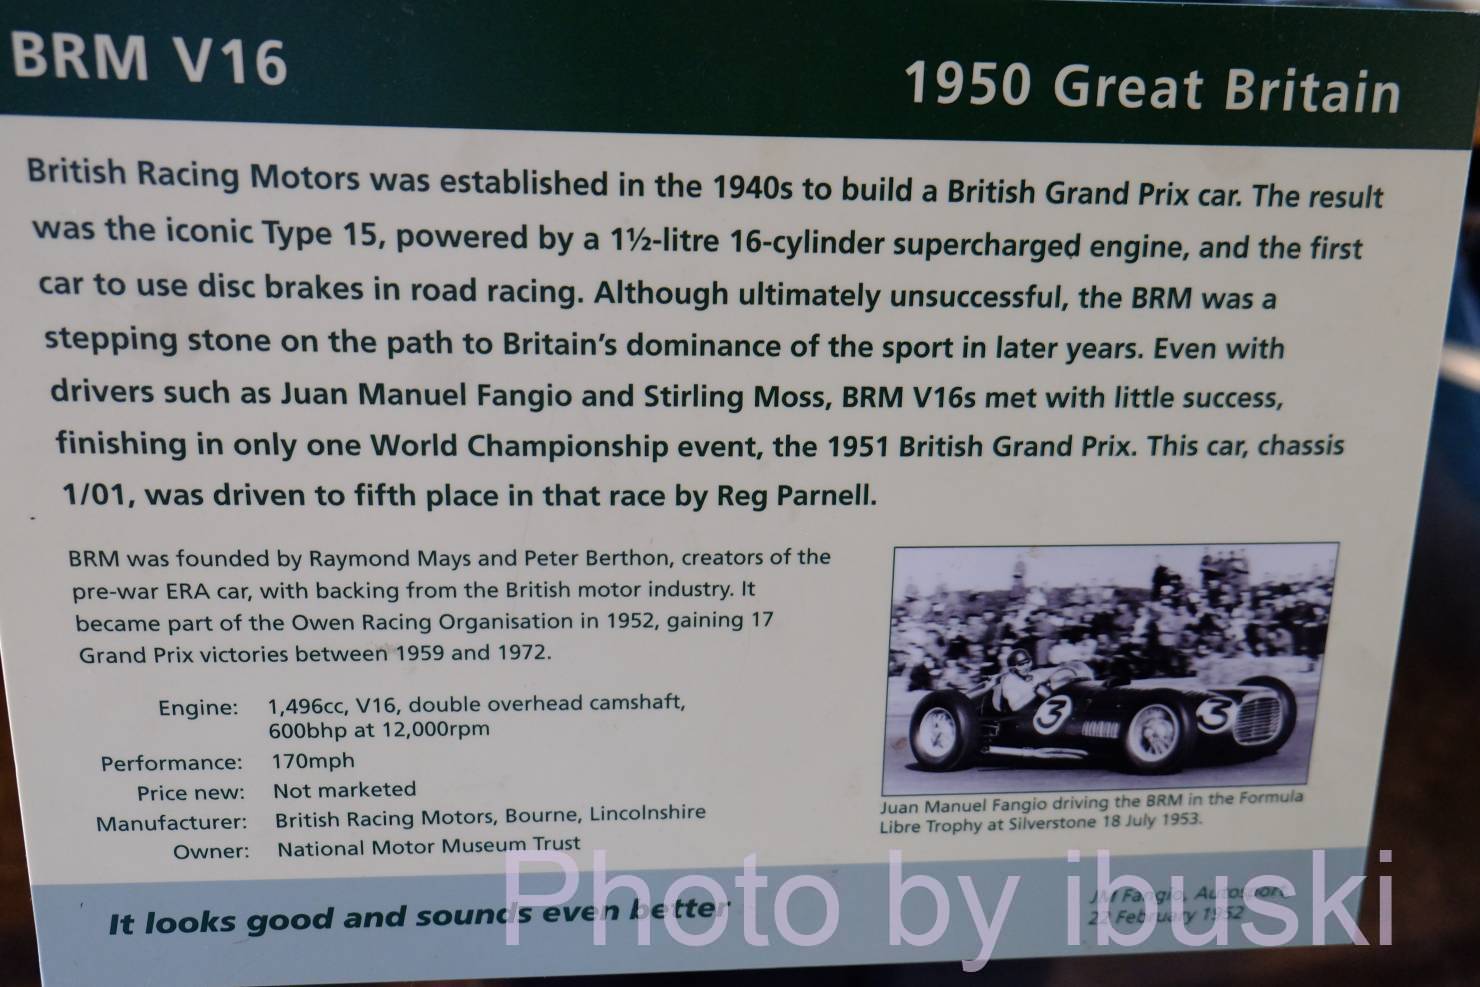 BRM V16
1950 Great Britain
British Racing Motors was established in the 1940s to build a British Grand Prix car. The result
was the iconic Type 15, powered by a 1½-litre 16-cylinder supercharged engine, and the first
car to use disc brakes in road racing. Although ultimately unsuccessful, the BRM was a
stepping stone on the path to Britain's dominance of the sport in later years. Even with
drivers such as Juan Manuel Fangio and Stirling Moss, BRM V16s met with little success,
finishing in only one World Championship event, the 1951 British Grand Prix. This car, chassis
1/01, was driven to fifth place in that race by Reg Parnell.
BRM was founded by Raymond Mays and Peter Berthon, creators of the
pre-war ERA car, with backing from the British motor industry. It
became part of the Owen Racing Organisation in 1952, gaining 17
Grand Prix victories between 1959 and 1972.
Engine: 1,496cc, V16, double overhead camshaft,
600bhp at 12,000rpm
Performance: 170mph
Price new: Not marketed
Manufacturer: British Racing Motors, Bourne, Lincolnshire
Owner: National Motor Museum Trust
3 3
Juan Manuel Fangio driving the BRM in the Formula
Libre Trophy at Silverstone 18 July 1953.
It looks good and sounds even better
JM Fangio, Autosport,
22 February 1952
Photo by ibuski